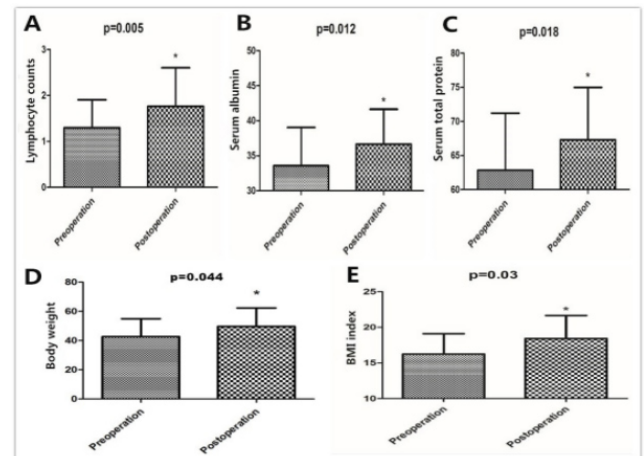 A
p=0.005
Lymphocyte counts
3
*
2
1
0
Preoperation
Postoperation
B
p=0.012
Serum albumin
50
45
40
*
35
30
Preoperation
Postoperation
C
p=0.018
Serum total protein
80
75
*
70
65
60
Preoperation
Postoperation
D
p=0.044
Body weight
80
*
60
40
20
0
Preoperation
Postoperation
E
p=0.03
BMI index
25
20
*
15
10
Preoperation
Postoperation